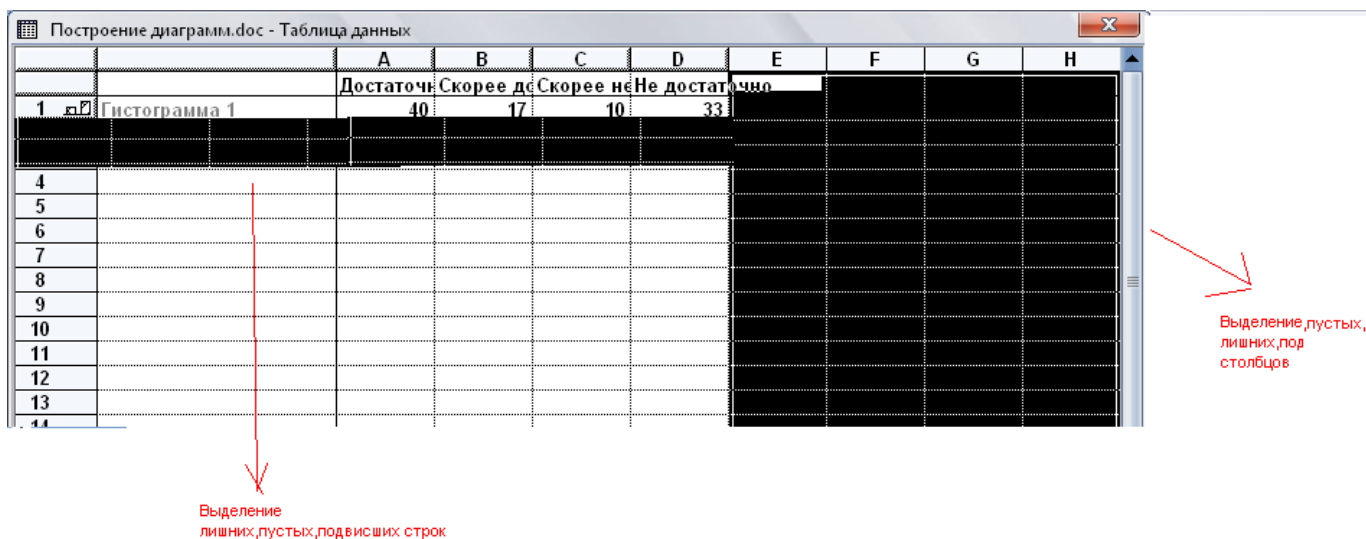 Построение диаграмм.doc - Таблица данных
A B C D E F G H
Достаточн Скорее до Скорее не Не достаточно
1 Гистограмма 1 40 17 10 33
4
5
6
7
8
9
10
11
12
13
14
Выделение,пустых,
лишних,под
столбцов
Выделение
лишних,пустых,подвисших строк